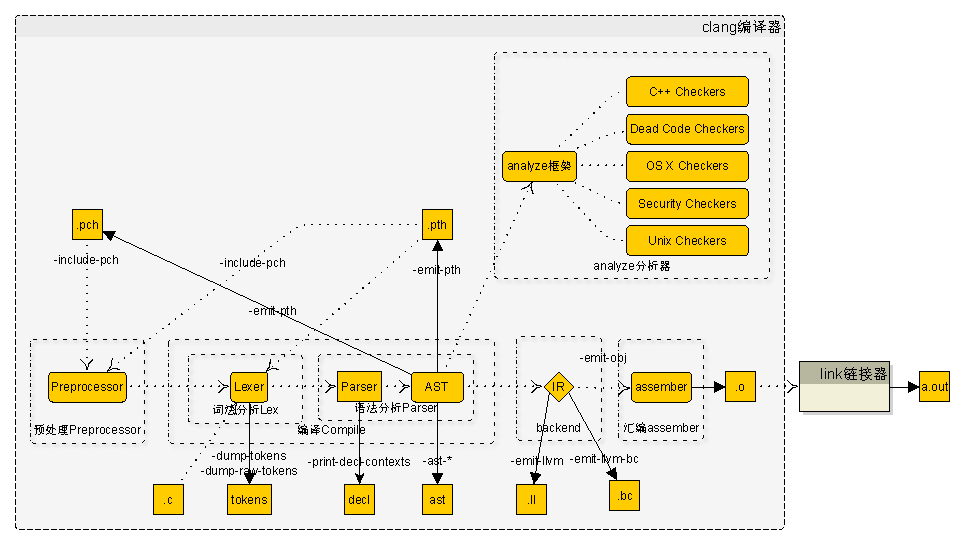 clang编译器
C++ Checkers
Dead Code Checkers
analyze框架
OS X Checkers
Security Checkers
Unix Checkers
analyze分析器
.pch
.pth
-include-pch
-include-pch
-emit-pth
-emit-pth
-emit-obj
link链接器
Preprocessor
Lexer
Parser
AST
IR
assember
.o
a.out
词法分析Lex
语法分析Parser
预处理Preprocessor
编译Compile
backend
汇编assember
-dump-tokens
-dump-raw-tokens
-print-decl-contexts
-ast-*
-emit-llvm
-emit-llvm-bc
.c
tokens
decl
ast
.ll
.bc